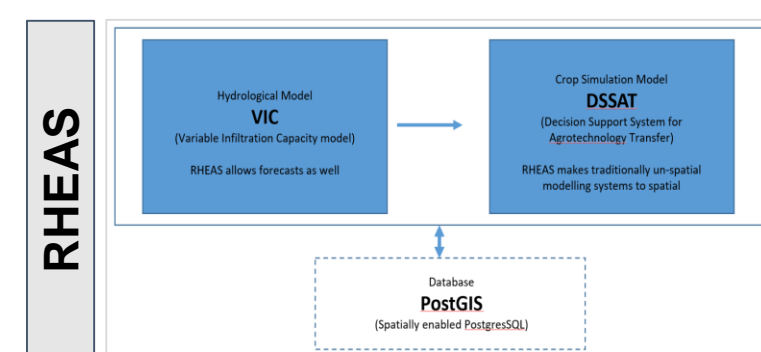 RHEAS
Hydrological Model
VIC
(Variable Infiltration Capacity model)
RHEAS allows forecasts as well
Crop Simulation Model
DSSAT
(Decision Support System for
Agrotechnology Transfer)
RHEAS makes traditionally un-spatial
modelling systems to spatial
Database
PostGIS
(Spatially enabled PostgresSQL)